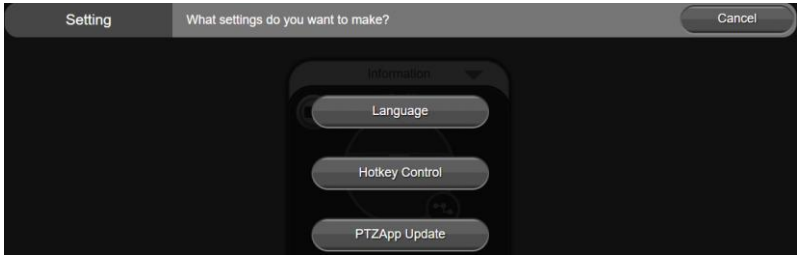 Setting
What settings do you want to make?
Cancel
Information
Language
Hotkey Control
PTZApp Update